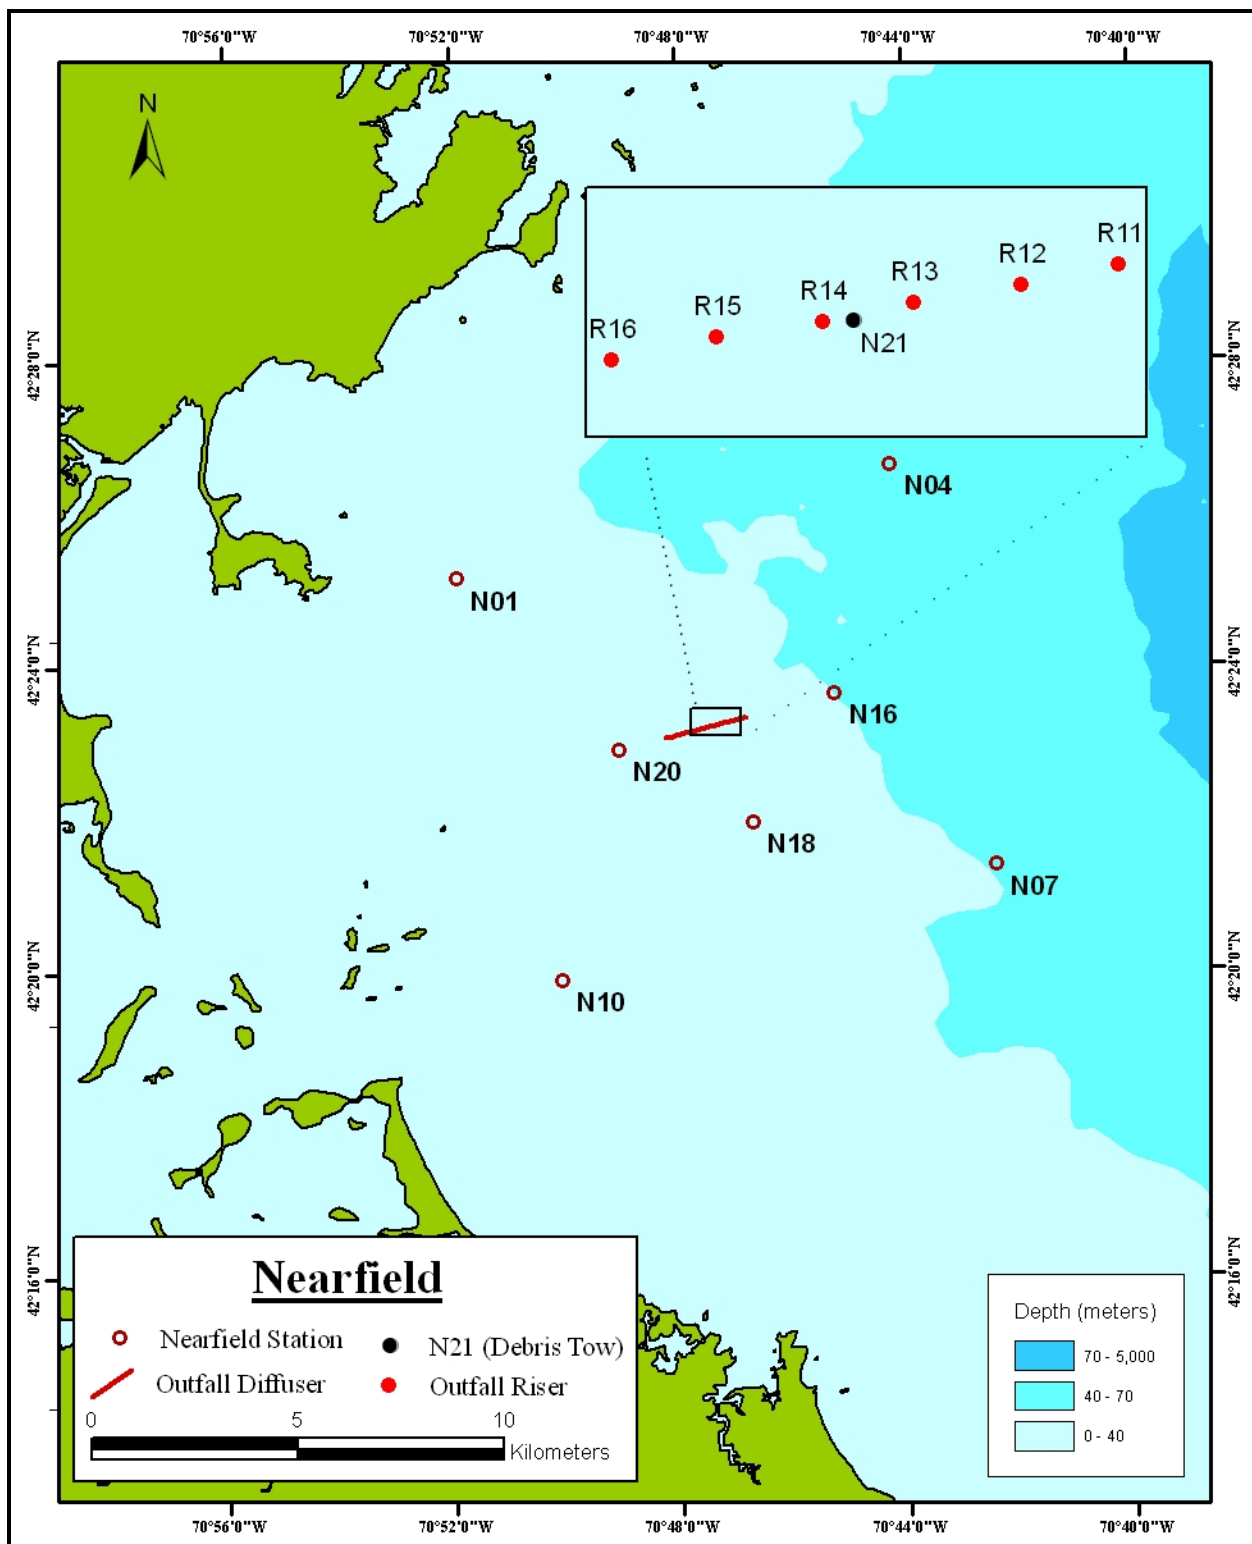 70°56'0"W 70°52'0"W 70°48'0"W 70°44'0"W 70°40'0"W
N
R11
R12
R13
R14
R15
R16
N21
42°28'0"N 42°28'0"N
N04
N01
42°24'0"N 42°24'0"N
N16
N20
N18
N07
42°20'0"N 42°20'0"N
N10
42°16'0"N 42°16'0"N
Nearfield
Nearfield Station
N21 (Debris Tow)
Outfall Diffuser
Outfall Riser
0 5 10
Kilometers
Depth (meters)
70 - 5,000
40 - 70
0 - 40
70°56'0"W 70°52'0"W 70°48'0"W 70°44'0"W 70°40'0"W